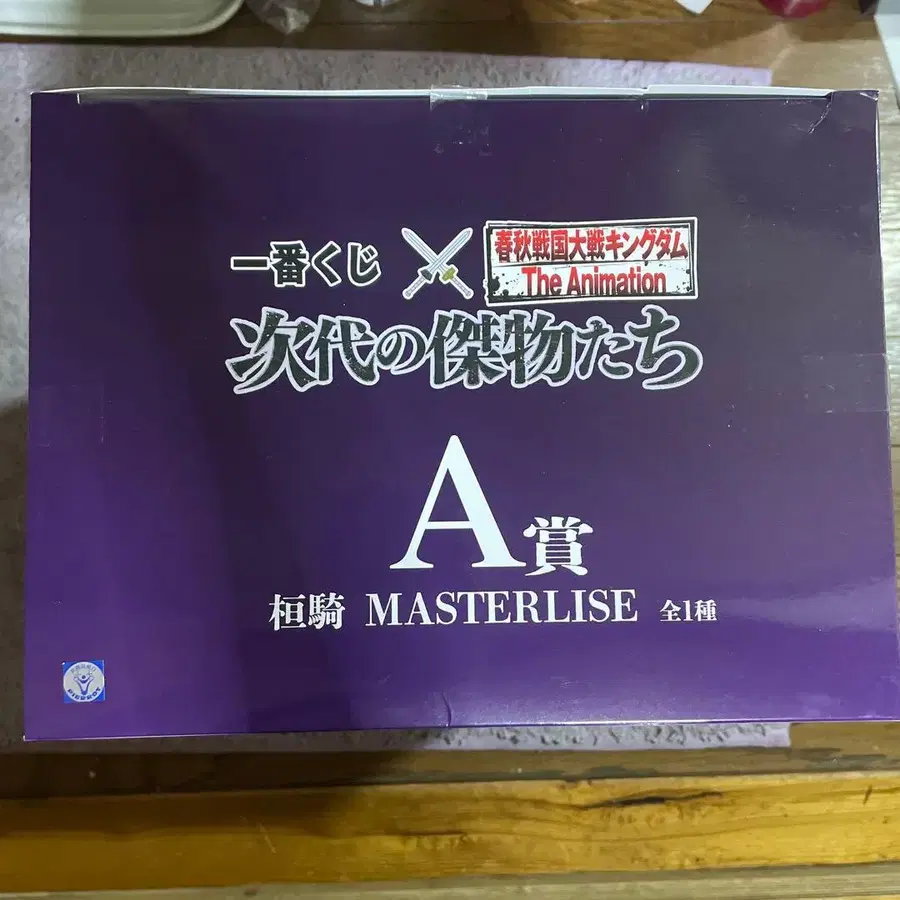 一番くじ
春秋戦国大戦キングダム
The Animation
次代の傑物たち
A賞
桓騎 MASTERLISE 全1種
PIERROT